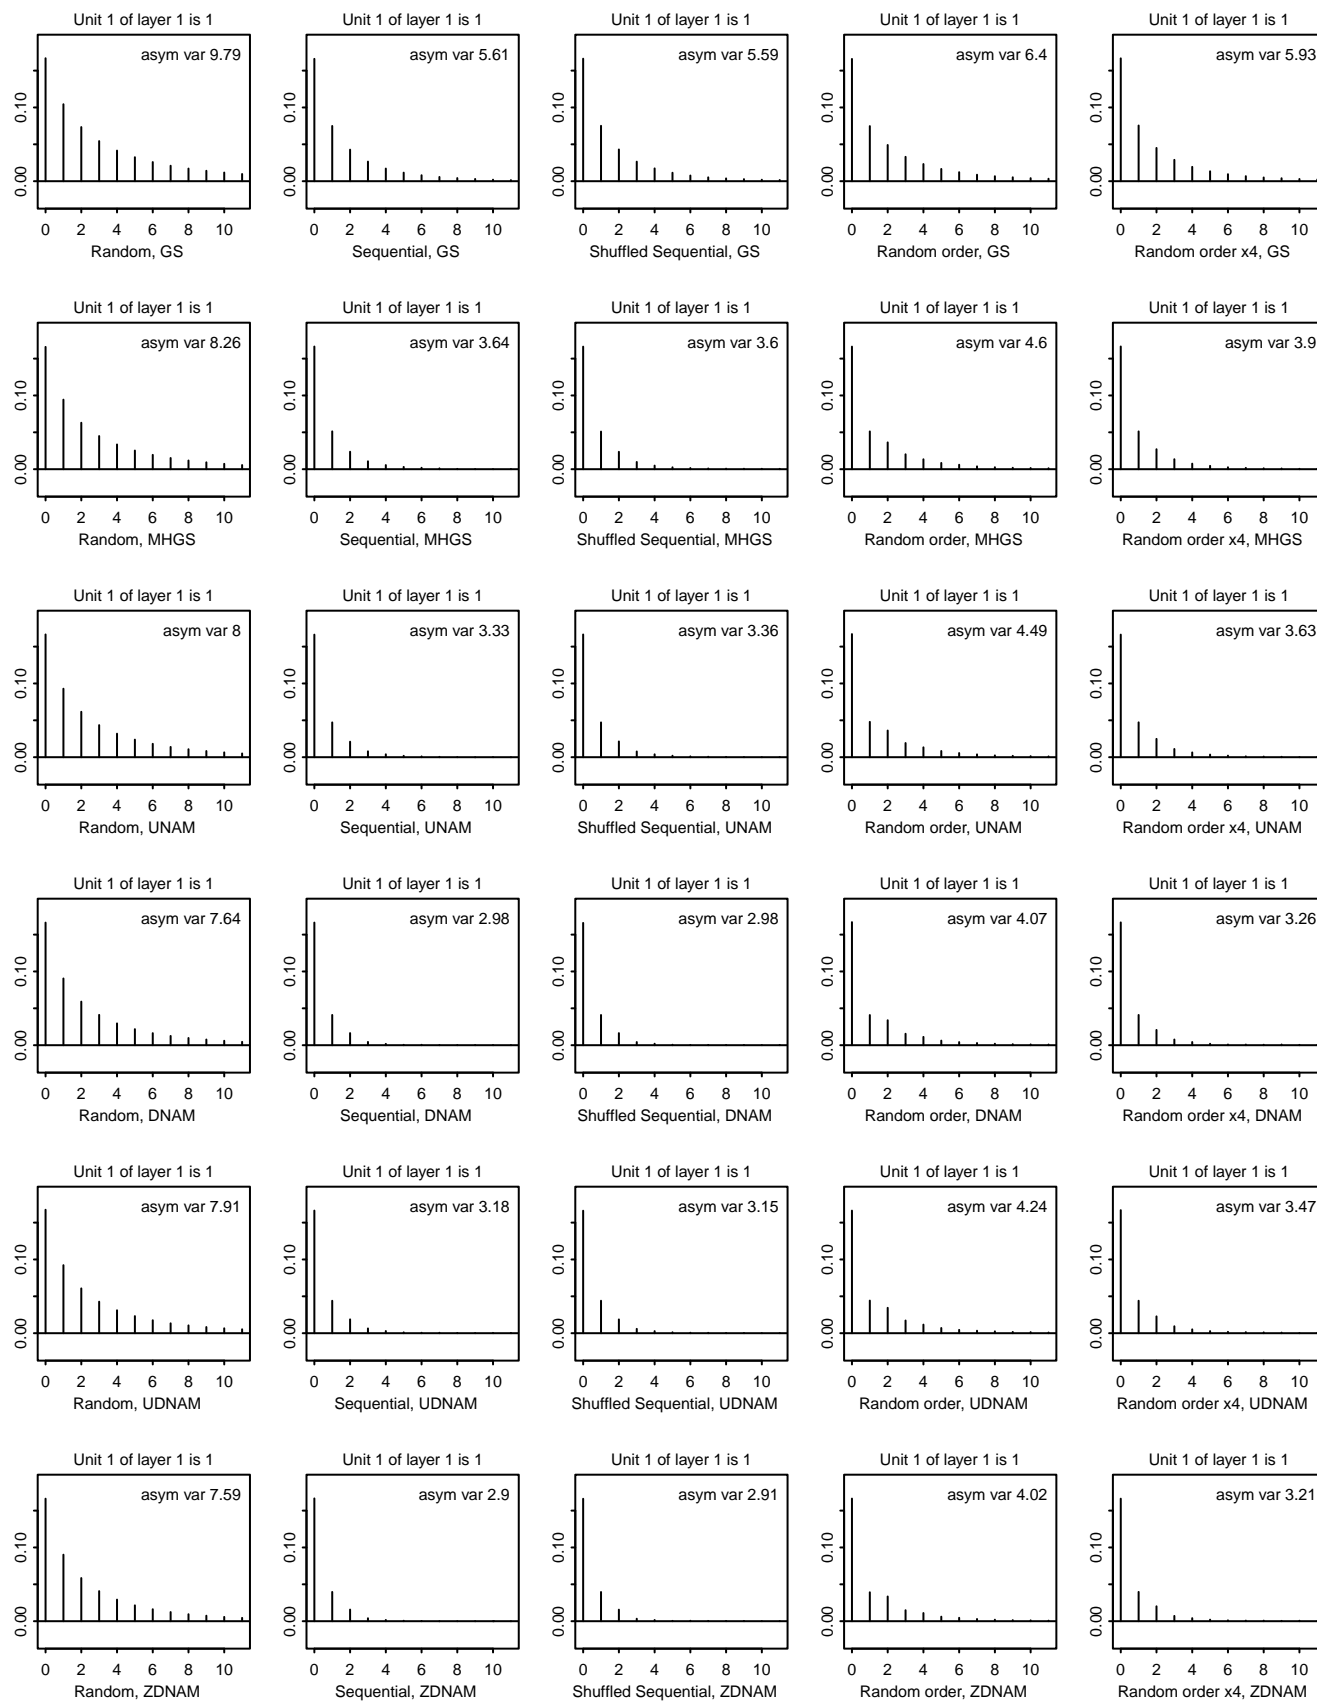 Unit 1 of layer 1 is 1 Unit 1 of layer 1 is 1 Unit 1 of layer 1 is 1 Unit 1 of layer 1 is 1 Unit 1 of layer 1 is 1
asym var 9.79 asym var 5.61 asym var 5.59 asym var 6.4 asym var 5.93
0.10 0.10 0.10 0.10 0.10
0.00 0.00 0.00 0.00 0.00
0 2 4 6 8 10 0 2 4 6 8 10 0 2 4 6 8 10 0 2 4 6 8 10 0 2 4 6 8 10
Random, GS Sequential, GS Shuffled Sequential, GS Random order, GS Random order x4, GS
Unit 1 of layer 1 is 1 Unit 1 of layer 1 is 1 Unit 1 of layer 1 is 1 Unit 1 of layer 1 is 1 Unit 1 of layer 1 is 1
asym var 8.26 asym var 3.64 asym var 3.6 asym var 4.6 asym var 3.9
0.10 0.10 0.10 0.10 0.10
0.00 0.00 0.00 0.00 0.00
0 2 4 6 8 10 0 2 4 6 8 10 0 2 4 6 8 10 0 2 4 6 8 10 0 2 4 6 8 10
Random, MHGS Sequential, MHGS Shuffled Sequential, MHGS Random order, MHGS Random order x4, MHGS
Unit 1 of layer 1 is 1 Unit 1 of layer 1 is 1 Unit 1 of layer 1 is 1 Unit 1 of layer 1 is 1 Unit 1 of layer 1 is 1
asym var 8 asym var 3.33 asym var 3.36 asym var 4.49 asym var 3.63
0.10 0.10 0.10 0.10 0.10
0.00 0.00 0.00 0.00 0.00
0 2 4 6 8 10 0 2 4 6 8 10 0 2 4 6 8 10 0 2 4 6 8 10 0 2 4 6 8 10
Random, UNAM Sequential, UNAM Shuffled Sequential, UNAM Random order, UNAM Random order x4, UNAM
Unit 1 of layer 1 is 1 Unit 1 of layer 1 is 1 Unit 1 of layer 1 is 1 Unit 1 of layer 1 is 1 Unit 1 of layer 1 is 1
asym var 7.64 asym var 2.98 asym var 2.98 asym var 4.07 asym var 3.26
0.10 0.10 0.10 0.10 0.10
0.00 0.00 0.00 0.00 0.00
0 2 4 6 8 10 0 2 4 6 8 10 0 2 4 6 8 10 0 2 4 6 8 10 0 2 4 6 8 10
Random, DNAM Sequential, DNAM Shuffled Sequential, DNAM Random order, DNAM Random order x4, DNAM
Unit 1 of layer 1 is 1 Unit 1 of layer 1 is 1 Unit 1 of layer 1 is 1 Unit 1 of layer 1 is 1 Unit 1 of layer 1 is 1
asym var 7.91 asym var 3.18 asym var 3.15 asym var 4.24 asym var 3.47
0.10 0.10 0.10 0.10 0.10
0.00 0.00 0.00 0.00 0.00
0 2 4 6 8 10 0 2 4 6 8 10 0 2 4 6 8 10 0 2 4 6 8 10 0 2 4 6 8 10
Random, UDNAM Sequential, UDNAM Shuffled Sequential, UDNAM Random order, UDNAM Random order x4, UDNAM
Unit 1 of layer 1 is 1 Unit 1 of layer 1 is 1 Unit 1 of layer 1 is 1 Unit 1 of layer 1 is 1 Unit 1 of layer 1 is 1
asym var 7.59 asym var 2.9 asym var 2.91 asym var 4.02 asym var 3.21
0.10 0.10 0.10 0.10 0.10
0.00 0.00 0.00 0.00 0.00
0 2 4 6 8 10 0 2 4 6 8 10 0 2 4 6 8 10 0 2 4 6 8 10 0 2 4 6 8 10
Random, ZDNAM Sequential, ZDNAM Shuffled Sequential, ZDNAM Random order, ZDNAM Random order x4, ZDNAM